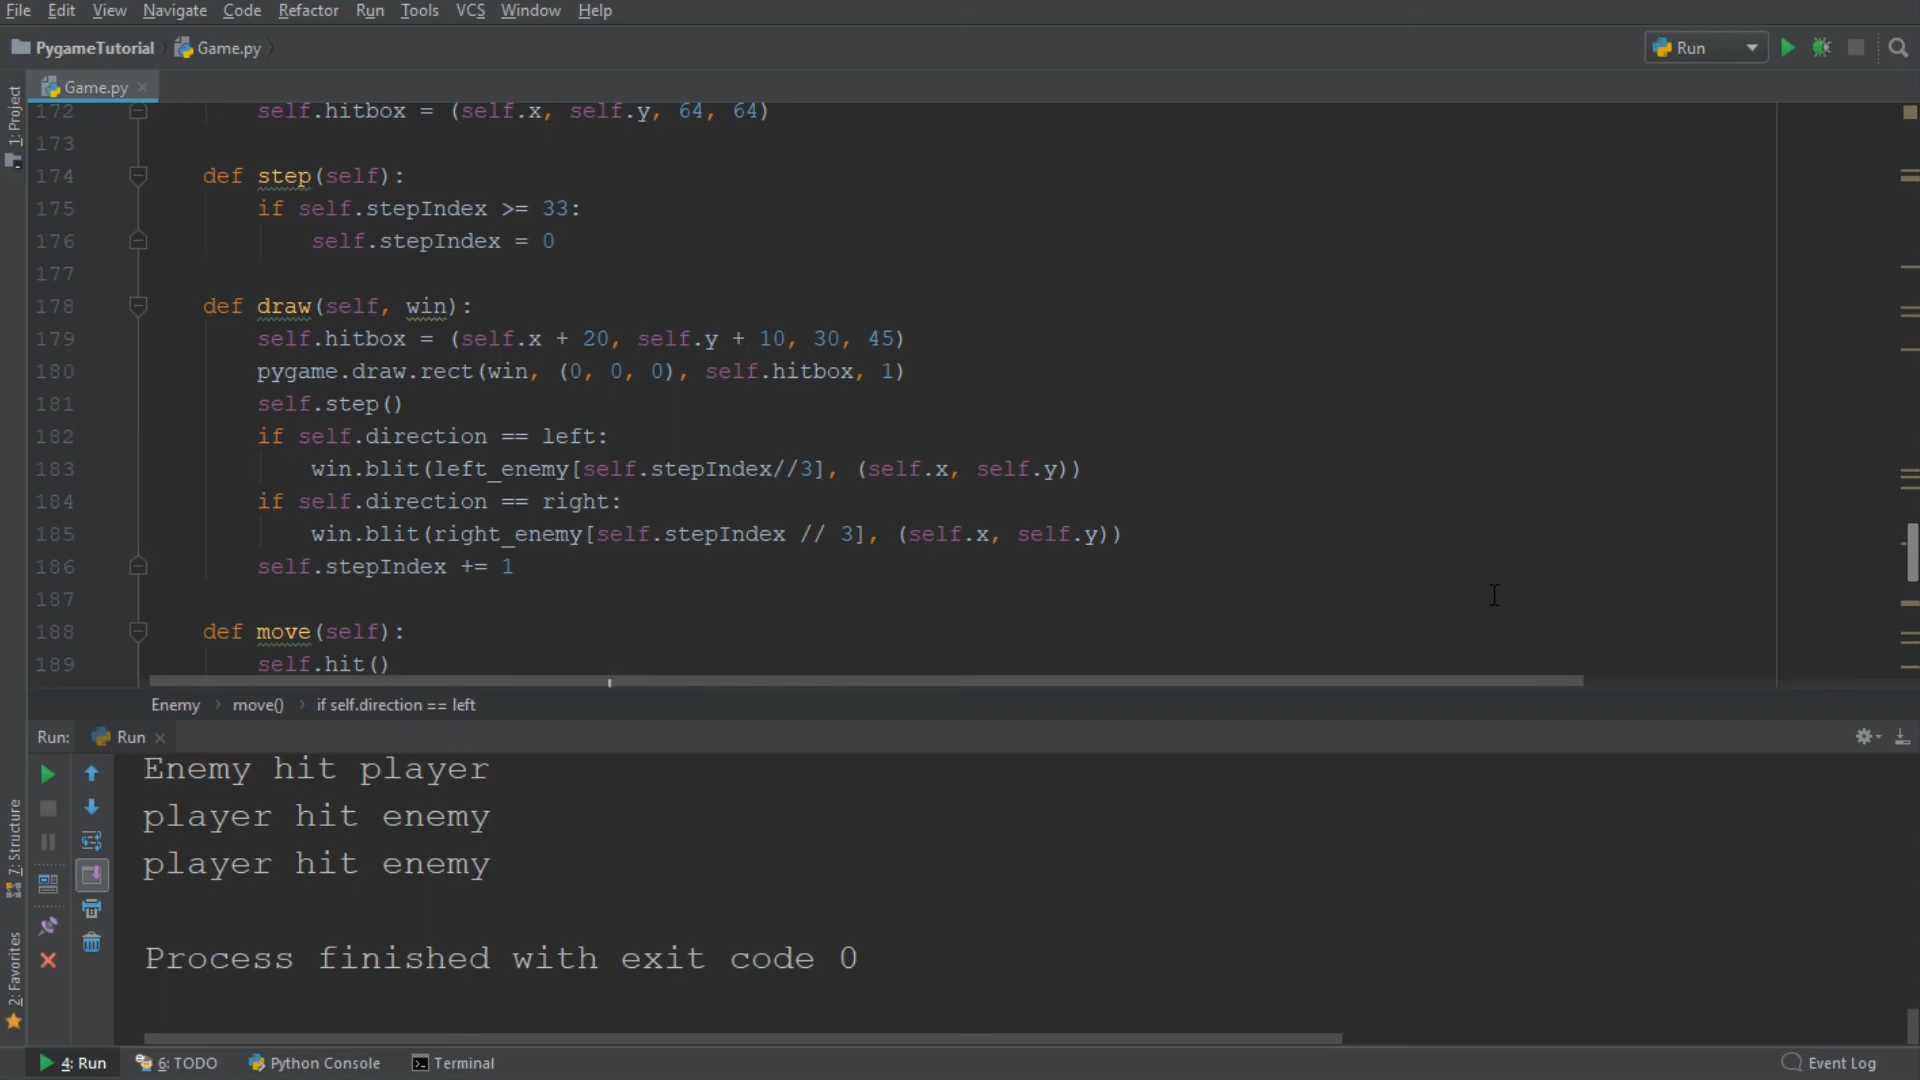 File Edit View Navigate Code Refactor Run Tools VCS Window Help
PygameTutorial Game.py Run
Game.py
1: Project
172 self.hitbox = (self.x, self.y, 64, 64)
173
174 def step(self):
175 if self.stepIndex >= 33:
176 self.stepIndex = 0
177
178 def draw(self, win):
179 self.hitbox = (self.x + 20, self.y + 10, 30, 45)
180 pygame.draw.rect(win, (0, 0, 0), self.hitbox, 1)
181 self.step()
182 if self.direction == left:
183 win.blit(left_enemy[self.stepIndex//3], (self.x, self.y))
184 if self.direction == right:
185 win.blit(right_enemy[self.stepIndex // 3], (self.x, self.y))
186 self.stepIndex += 1
187
188 def move(self):
189 self.hit()
Enemy move() if self.direction == left
Run: Run
Enemy hit player
player hit enemy
player hit enemy
Process finished with exit code 0
7: Structure
2: Favorites
4: Run 6: TODO Python Console Terminal Event Log